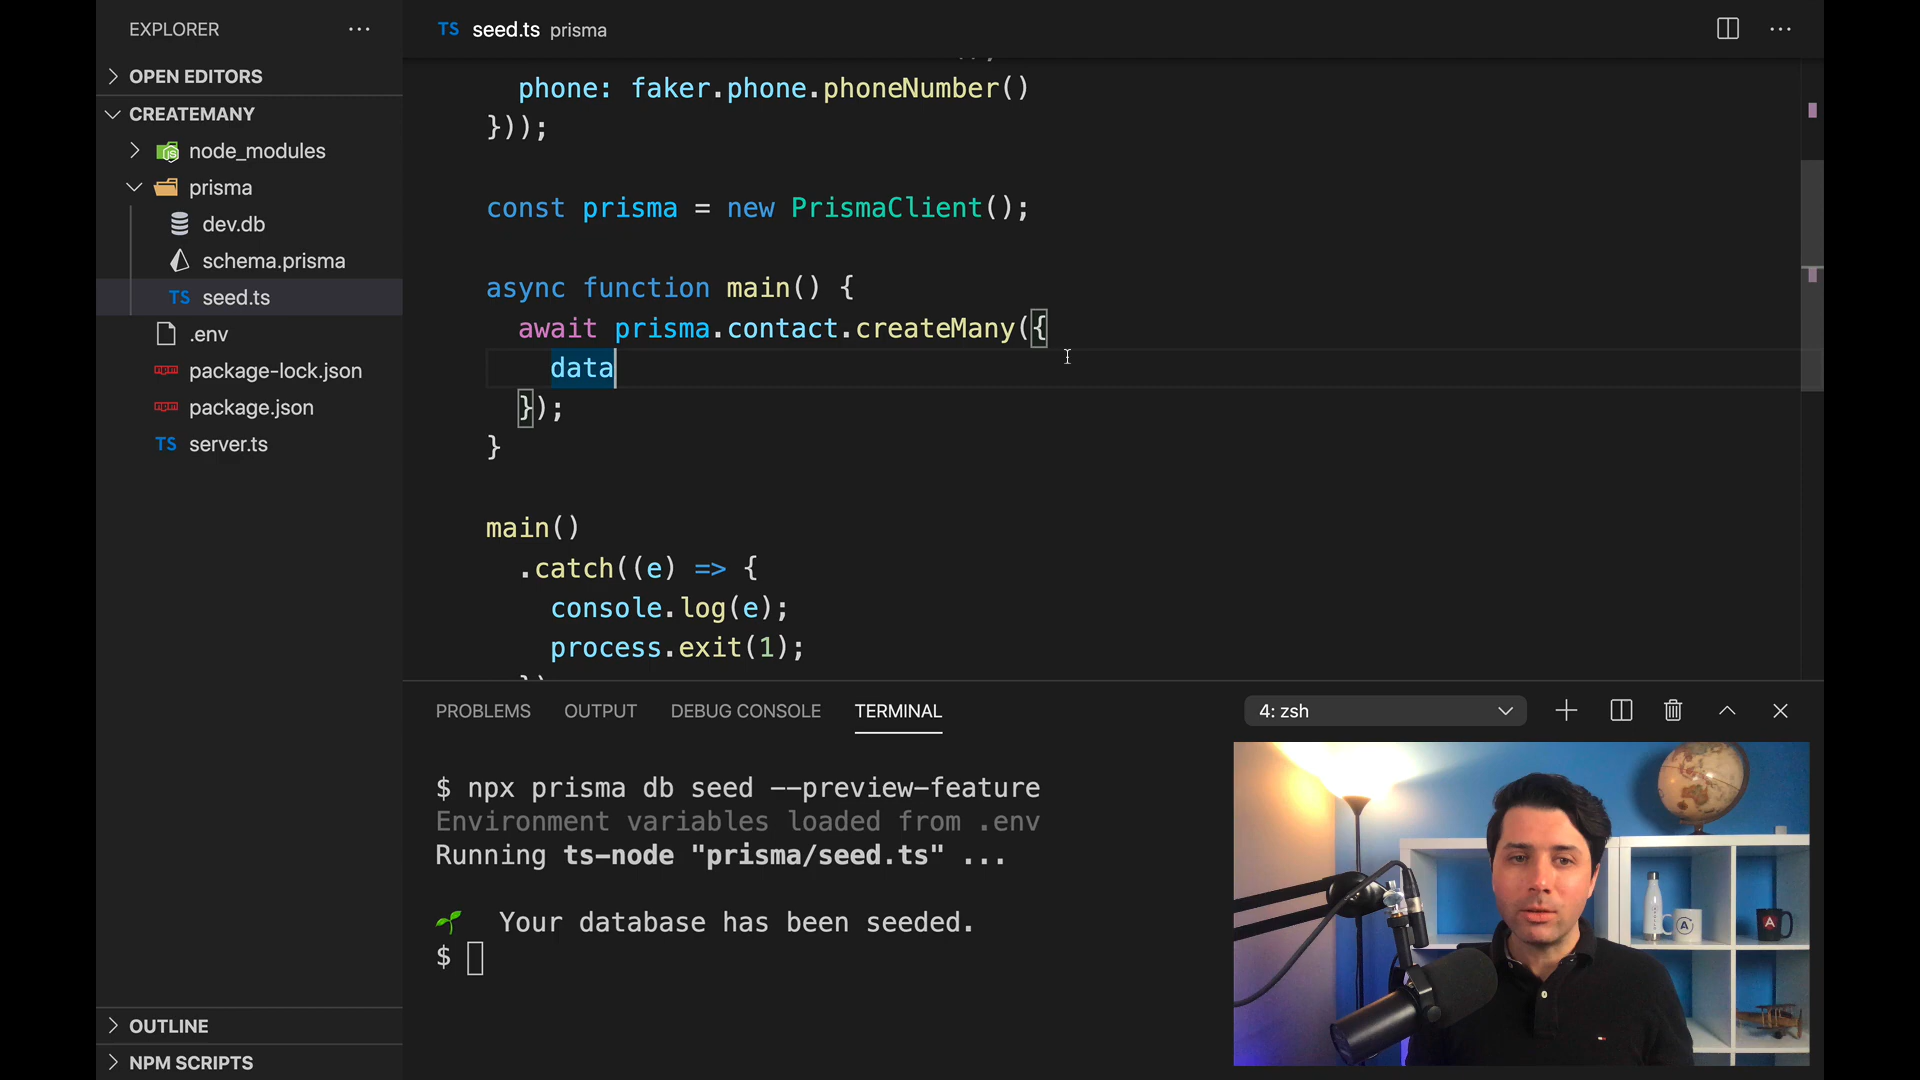 EXPLORER
OPEN EDITORS
CREATEMANY
node_modules
prisma
dev.db
schema.prisma
TS seed.ts
.env
npm package-lock.json
npm package.json
TS server.ts
OUTLINE
NPM SCRIPTS
TS seed.ts prisma
phone: faker.phone.phoneNumber()
}));
const prisma = new PrismaClient();
async function main() {
await prisma.contact.createMany({
data
});
}
main()
.catch((e) => {
console.log(e);
process.exit(1);
PROBLEMS OUTPUT DEBUG CONSOLE TERMINAL 4: zsh
$ npx prisma db seed --preview-feature
Environment variables loaded from .env
Running ts-node "prisma/seed.ts" ...
Your database has been seeded.
$